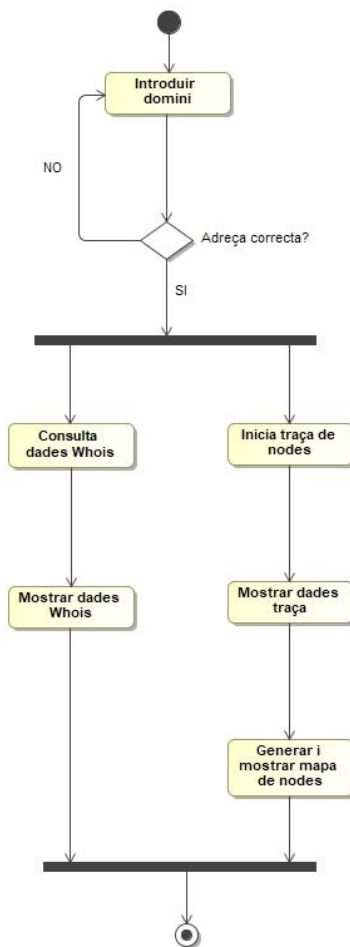 Introduir
domini
NO
Adreça correcta?
SI
Consulta
dades Whois
Inicia traça de
nodes
Mostrar dades
Whois
Mostrar dades
traça
Generar i
mostrar mapa
de nodes